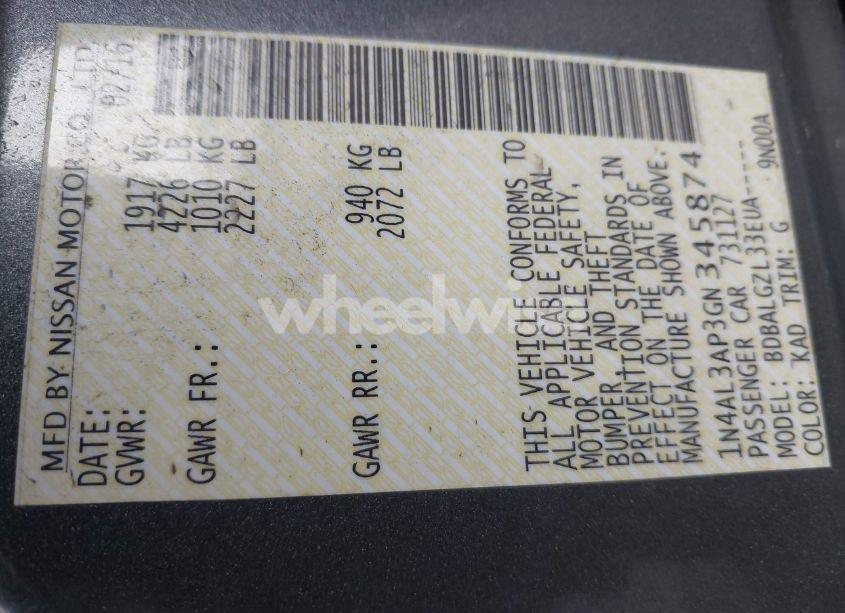 MFD BY NISSAN MOTOR CO., LTD
DATE: 02/16
GVWR: 1917 KG
4226 LB
GAWR FR.: 1010 KG
2227 LB
GAWR RR.: 940 KG
2072 LB
THIS VEHICLE CONFORMS TO
ALL APPLICABLE FEDERAL
MOTOR VEHICLE SAFETY,
BUMPER AND THEFT
PREVENTION STANDARDS IN
EFFECT ON THE DATE OF
MANUFACTURE SHOWN ABOVE.
1N4AL3AP3GN345874
PASSENGER CAR 731127
MODEL: BDBALGZL33EUA-----
COLOR: KAD TRIM: G 9N00A
wheelwiz